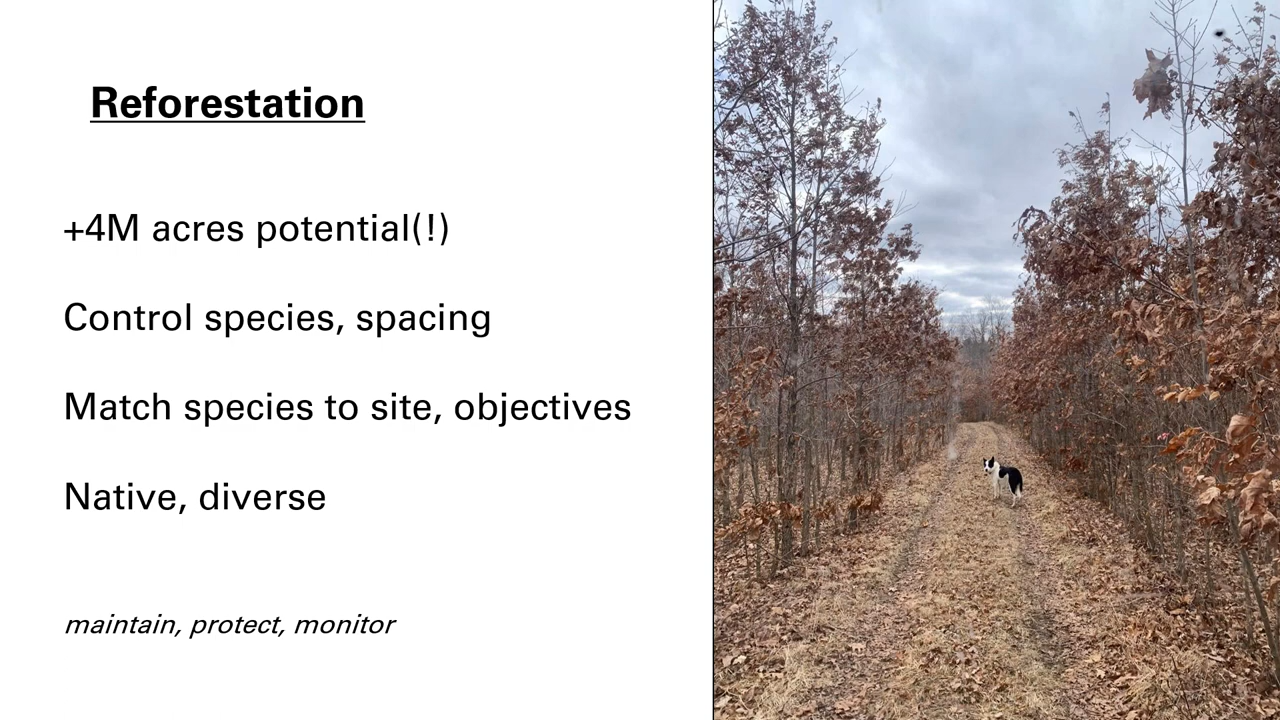 Reforestation
+4M acres potential(!)
Control species, spacing
Match species to site, objectives
Native, diverse
maintain, protect, monitor